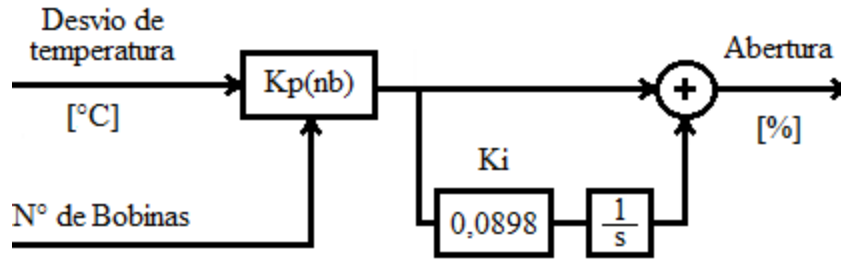 Desvio de
temperatura
[°C]
Kp(nb)
N° de Bobinas
Ki
0,0898
1
s
+
Abertura
[%]